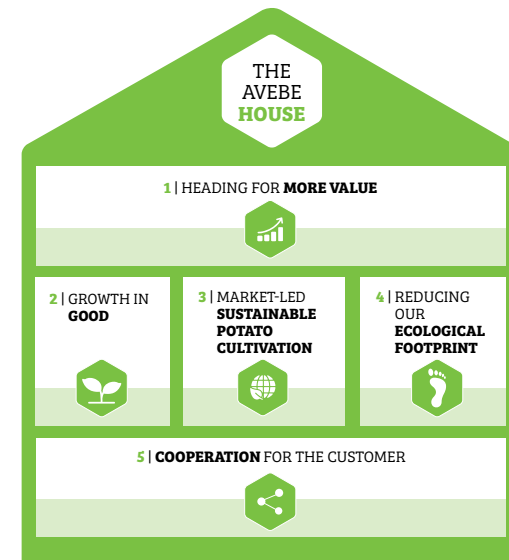 THE
AVEBE
HOUSE
1 | HEADING FOR MORE VALUE
2 | GROWTH IN
GOOD
3 | MARKET-LED
SUSTAINABLE
POTATO
CULTIVATION
4 | REDUCING
OUR
ECOLOGICAL
FOOTPRINT
5 | COOPERATION FOR THE CUSTOMER